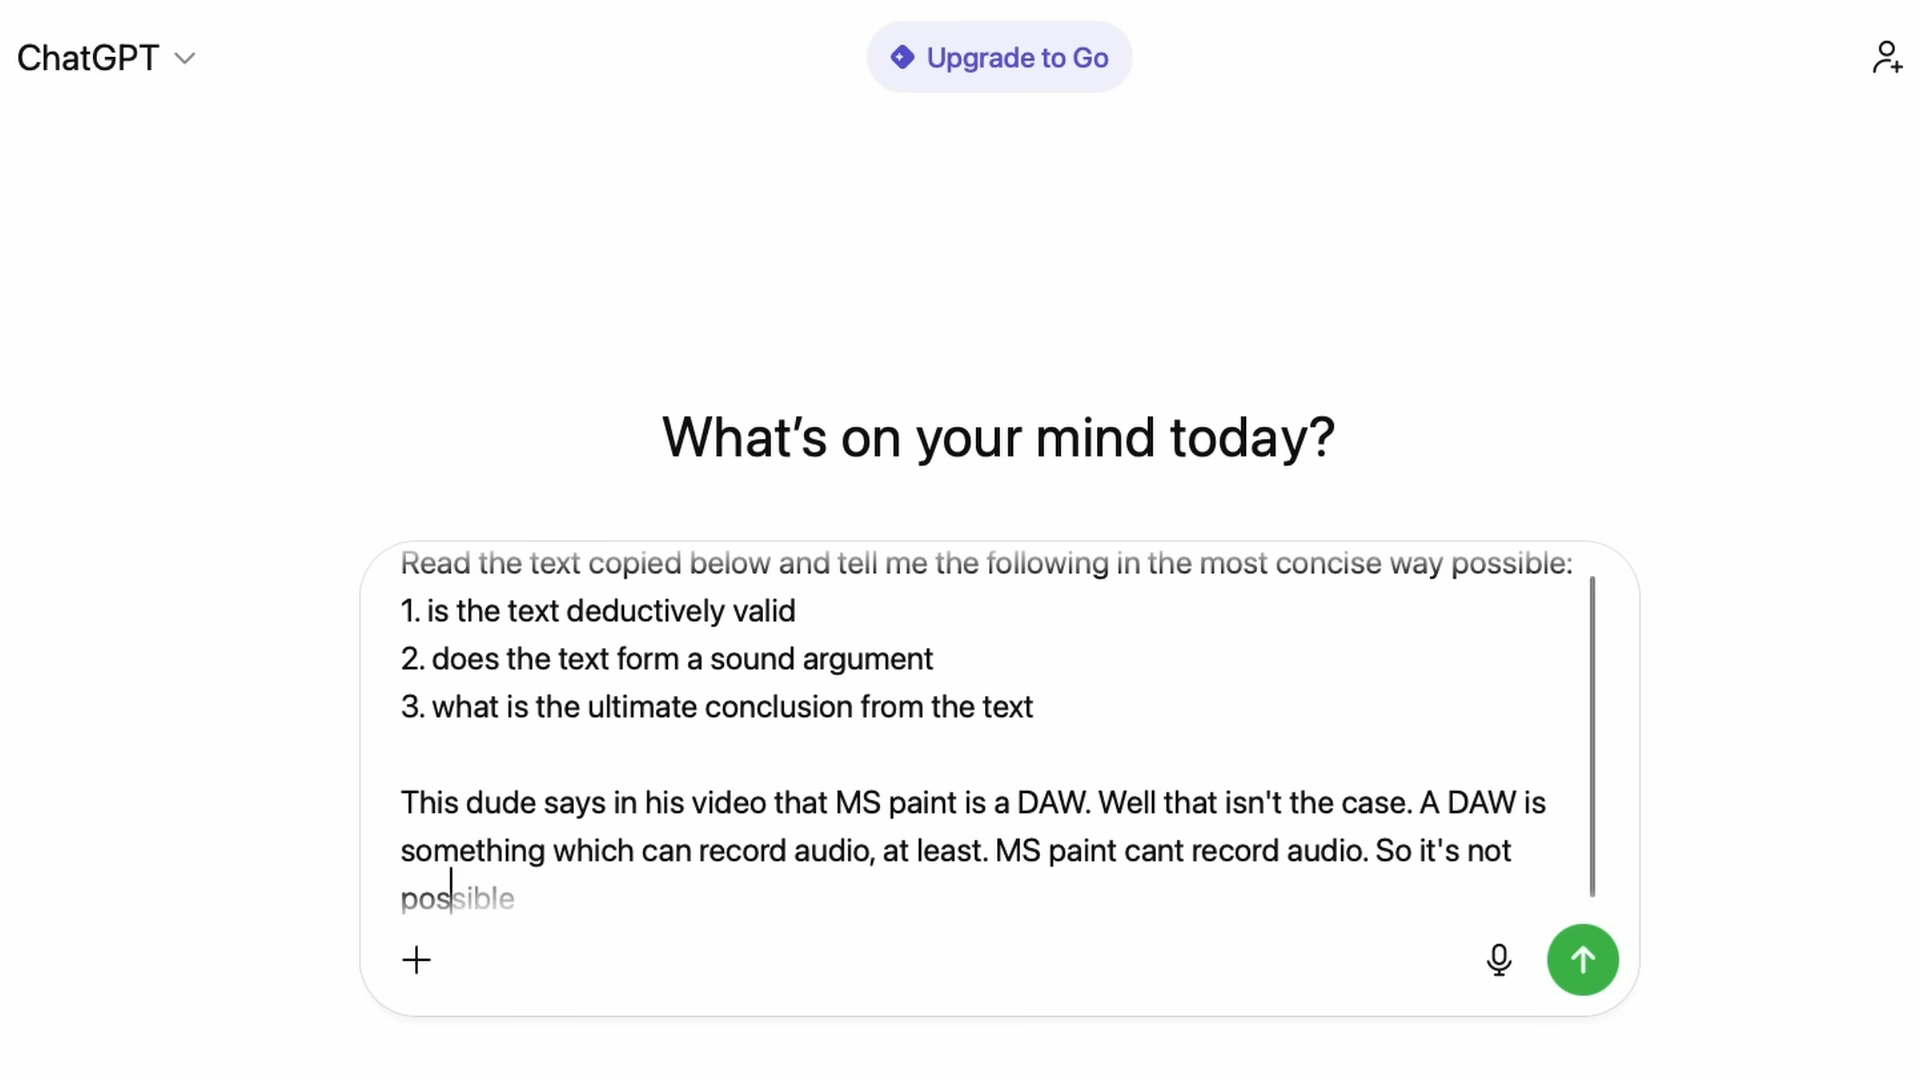 ChatGPT
Upgrade to Go
What’s on your mind today?
Read the text copied below and tell me the following in the most concise way possible:
1. is the text deductively valid
2. does the text form a sound argument
3. what is the ultimate conclusion from the text
This dude says in his video that MS paint is a DAW. Well that isn't the case. A DAW is
something which can record audio, at least. MS paint cant record audio. So it's not
possible